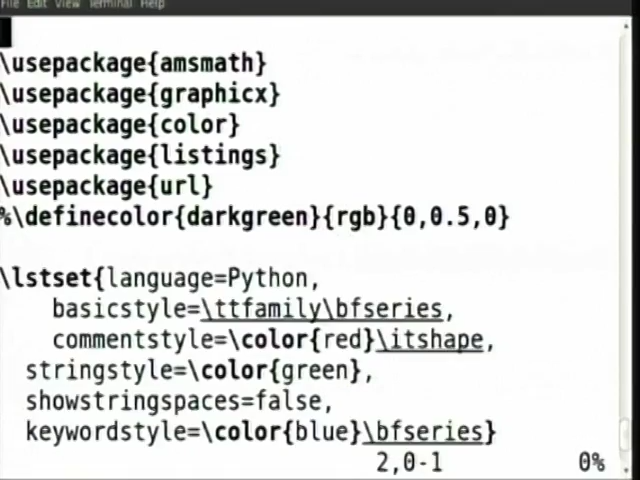 File Edit View Terminal Help
\usepackage{amsmath}
\usepackage{graphicx}
\usepackage{color}
\usepackage{listings}
\usepackage{url}
%\definecolor{darkgreen}{rgb}{0,0.5,0}
\lstset{language=Python,
basicstyle=\ttfamily\bfseries,
commentstyle=\color{red}\itshape,
stringstyle=\color{green},
showstringspaces=false,
keywordstyle=\color{blue}\bfseries}
2,0-1 0%